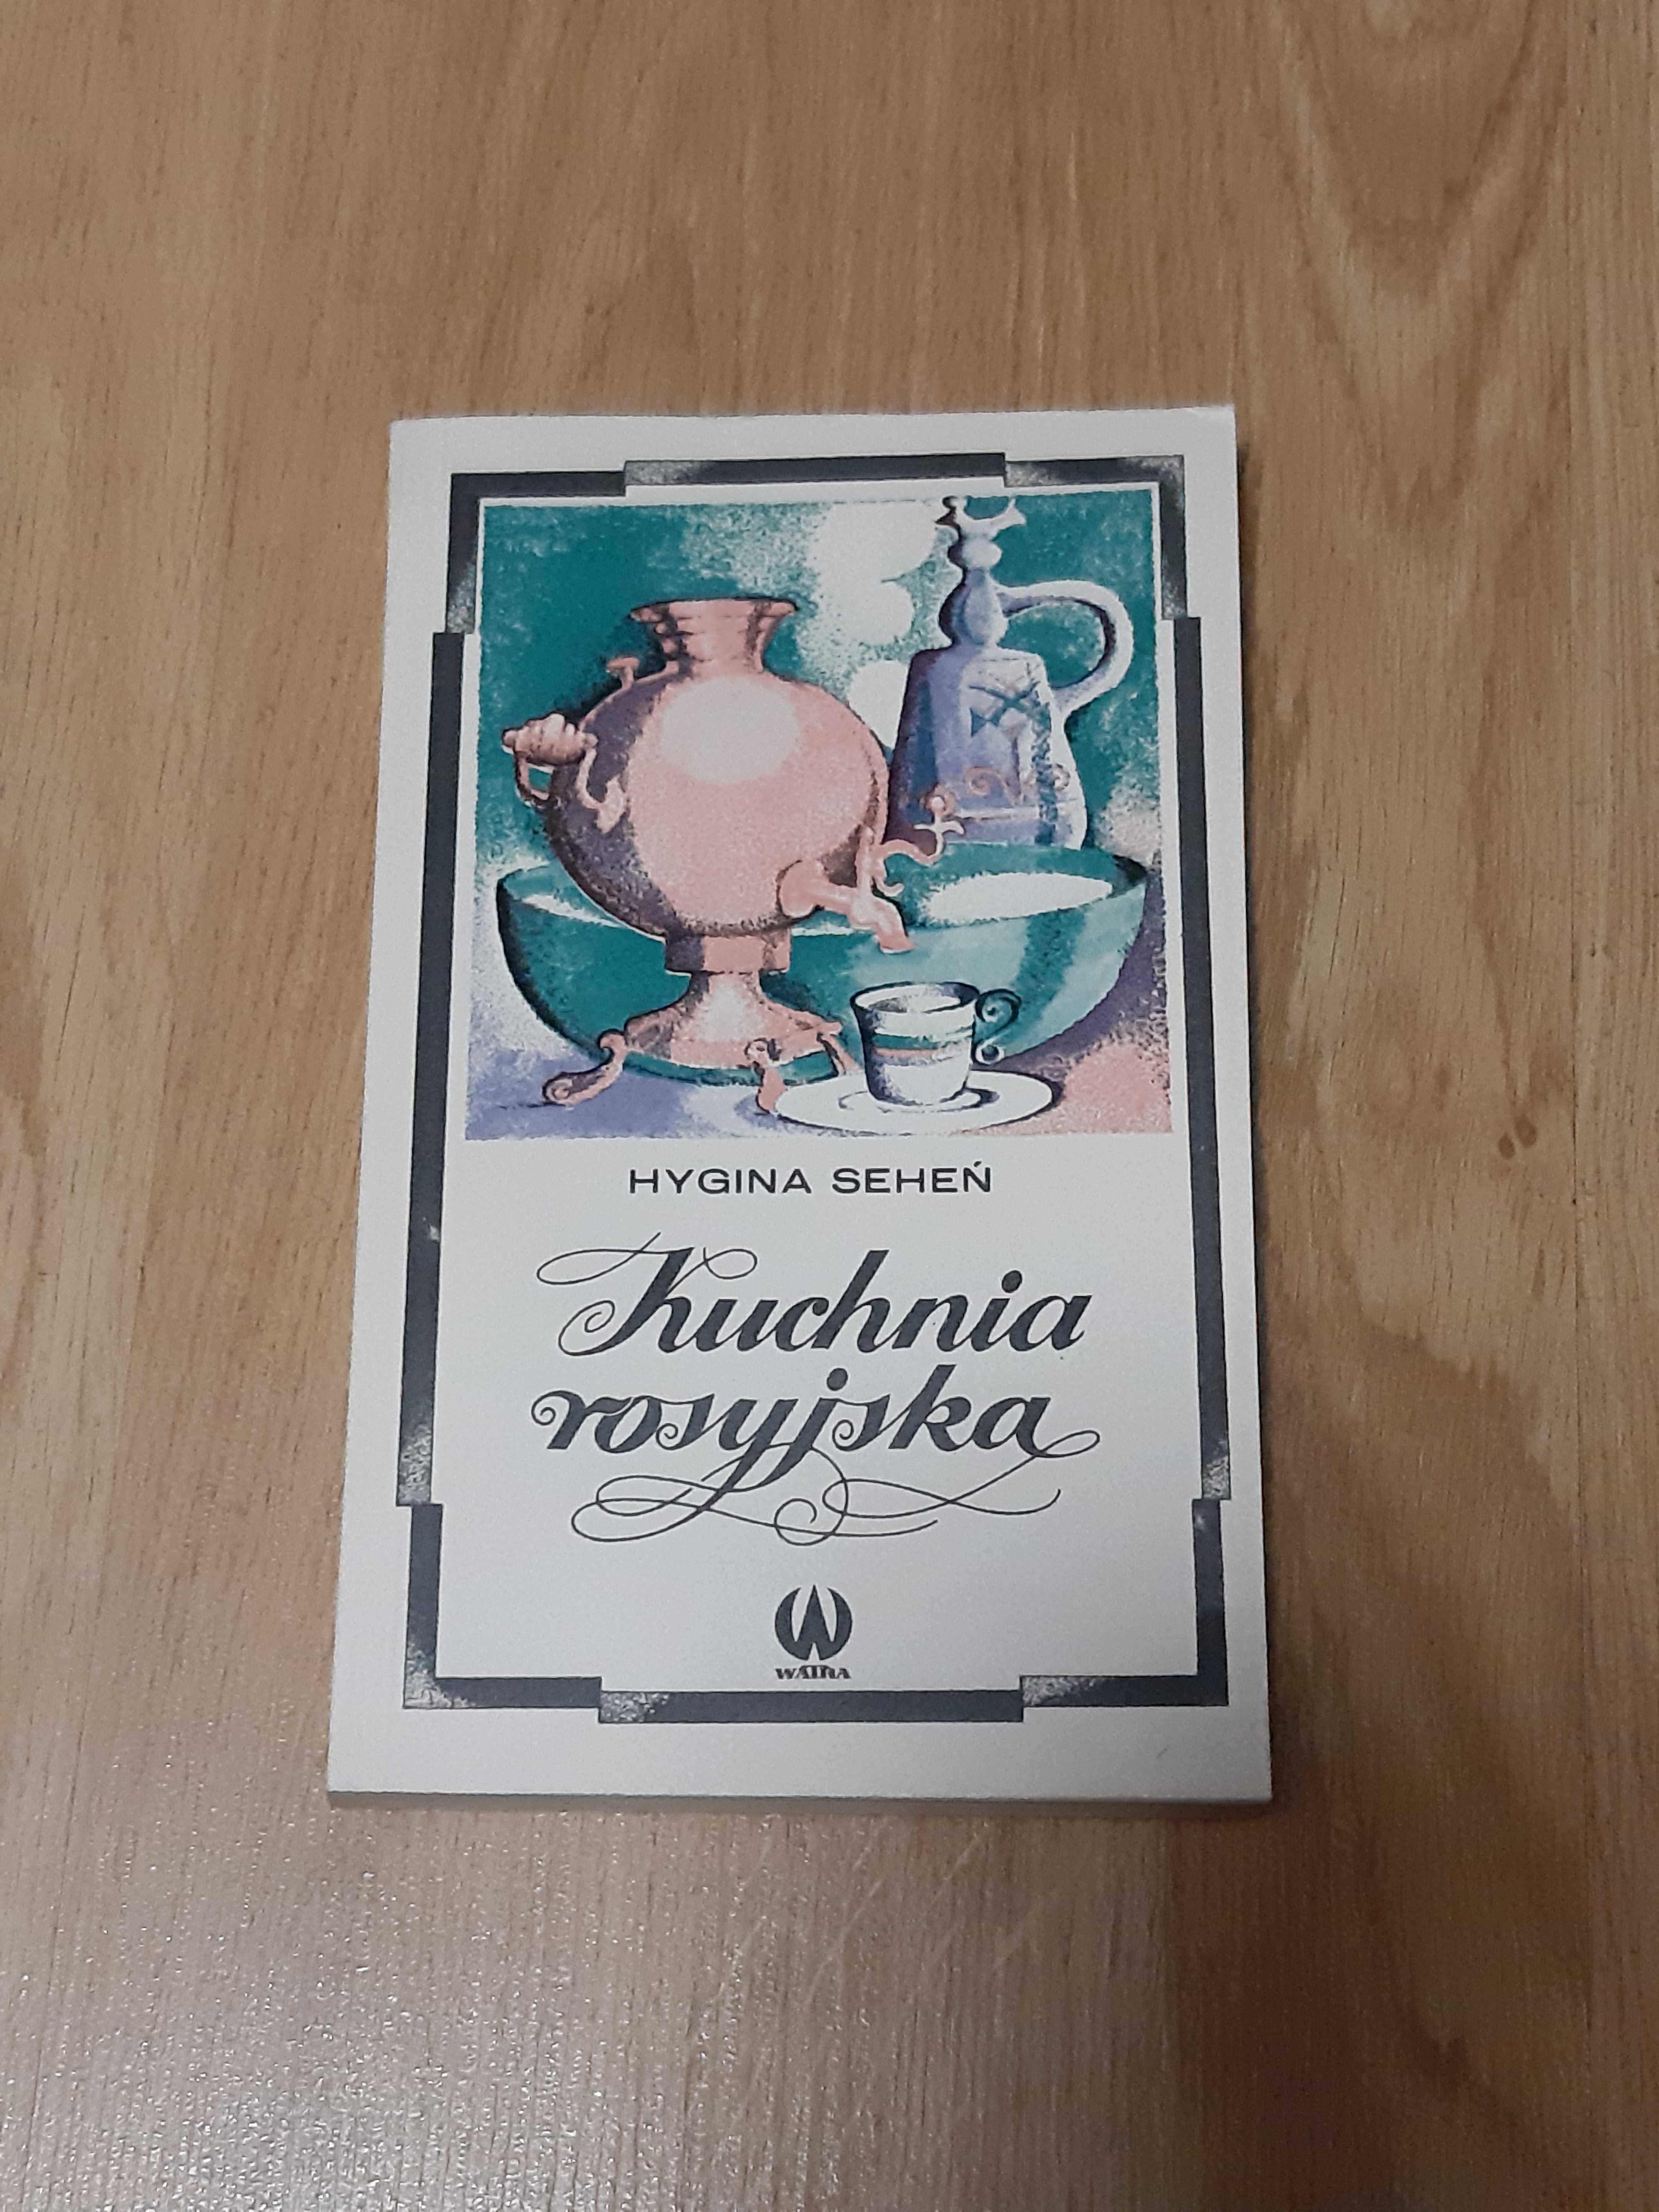 HYGINA SEHEŃ
Kuchnia
rosyjska
WATRA